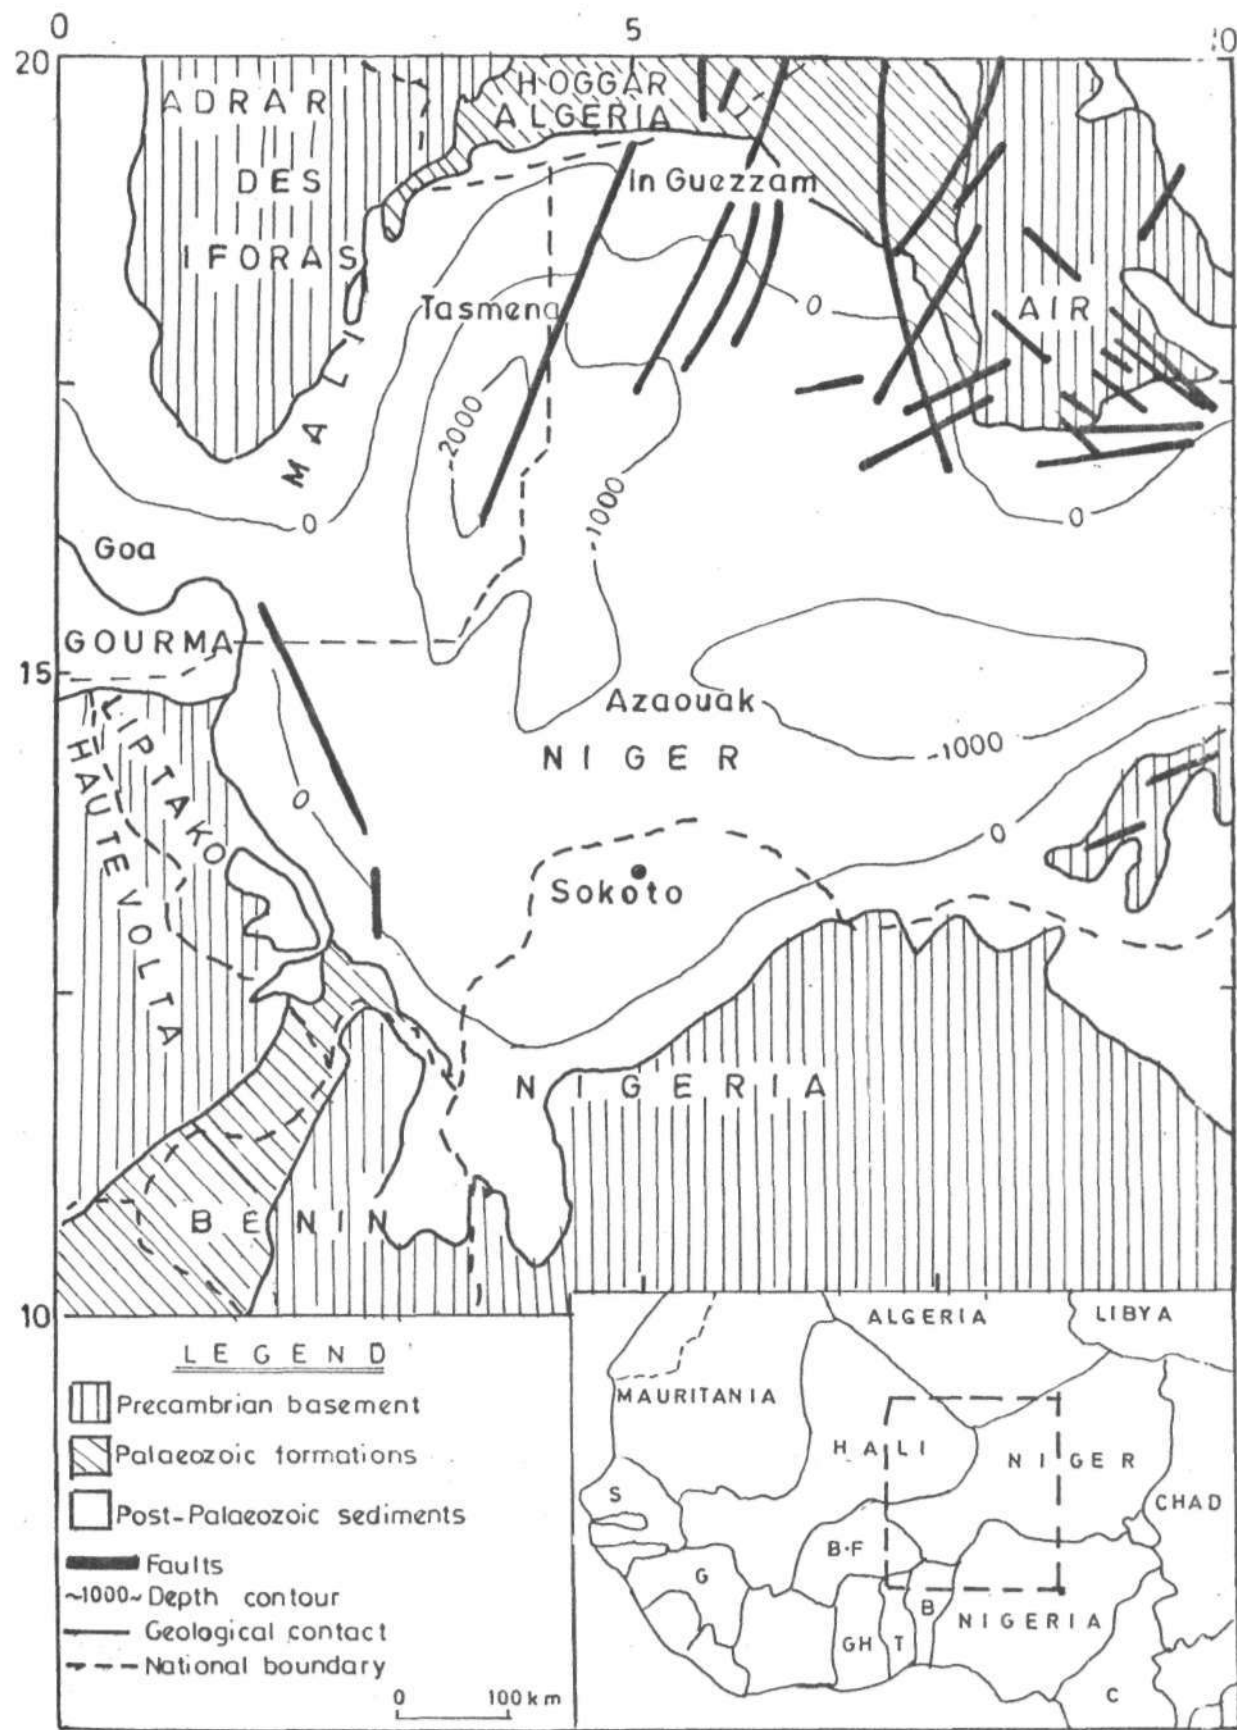 0 5 10
20
ADRAR
DES
IFORAS
HOGGAR
ALGERIA
In Guezzam
Tasmena
AIR
0
MALI
-2000
-1000
0
0
Goa
GOURMA
15
Azaouak
NIGER
-1000
LIPTAKO
HAUTE VOLTA
0
0
Sokoto
NIGERIA
BENIN
10
LEGEND
Precambrian basement
Palaeozoic formations
Post-Palaeozoic sediments
Faults
~1000~ Depth contour
Geological contact
National boundary
0 100km
ALGERIA
LIBYA
MAURITANIA
HALI
NIGER
CHAD
S
B·F
G
B
NIGERIA
GH
T
C